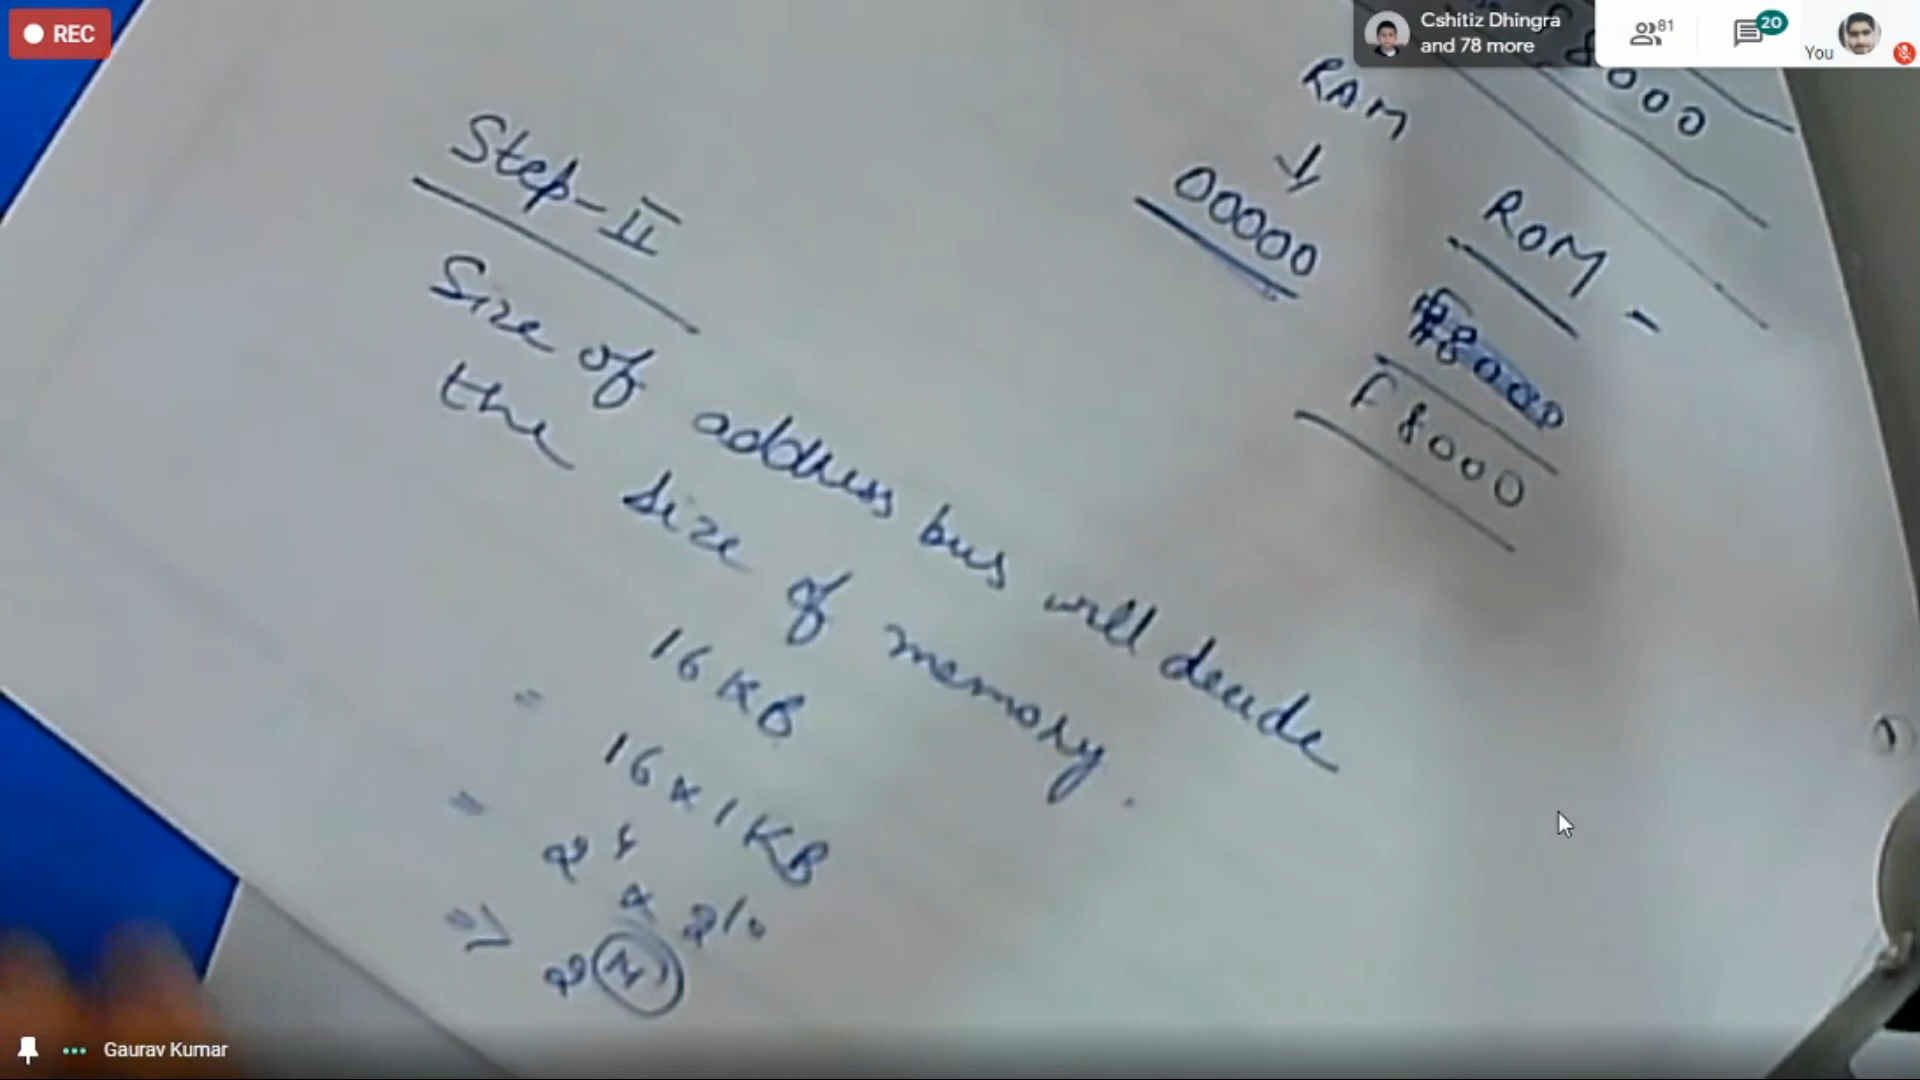 REC
Cshitiz Dhingra
and 78 more
81
20
You
8000
RAM
↓
00000
ROM -
F8000
Step-II
Size of address bus will decide
the size of memory.
16 KB
= 16 x 1 KB
= 2⁴ x 2¹⁰
=> 2¹⁴
Gaurav Kumar